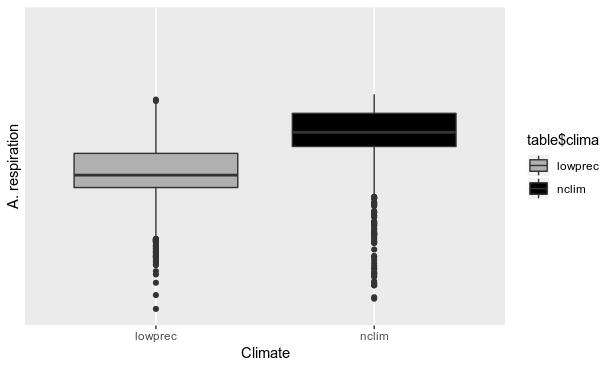 A. respiration
lowprec
nclim
Climate
table$clima
lowprec
nclim